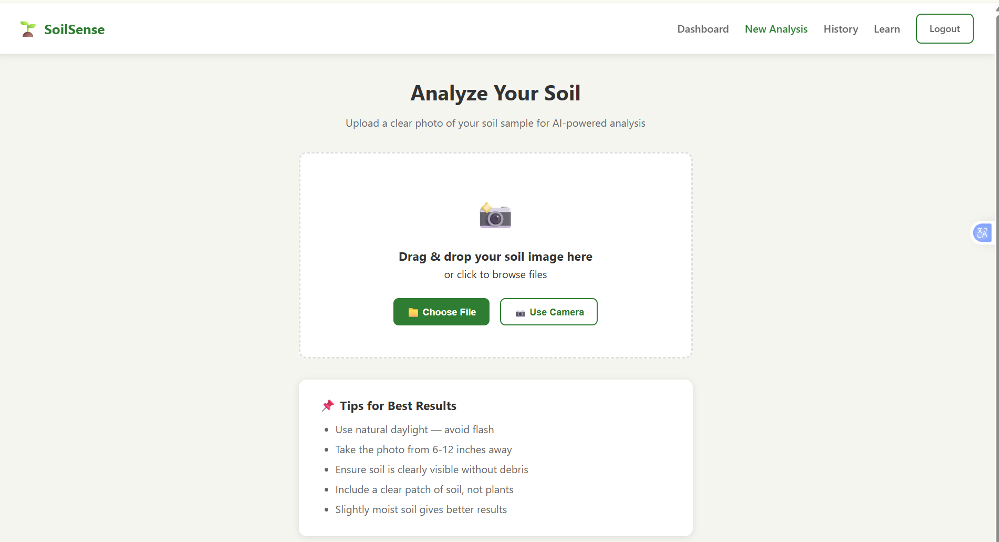 SoilSense
Dashboard New Analysis History Learn Logout
Analyze Your Soil
Upload a clear photo of your soil sample for AI-powered analysis
Drag & drop your soil image here
or click to browse files
Choose File Use Camera
Tips for Best Results
• Use natural daylight — avoid flash
• Take the photo from 6-12 inches away
• Ensure soil is clearly visible without debris
• Include a clear patch of soil, not plants
• Slightly moist soil gives better results
文A